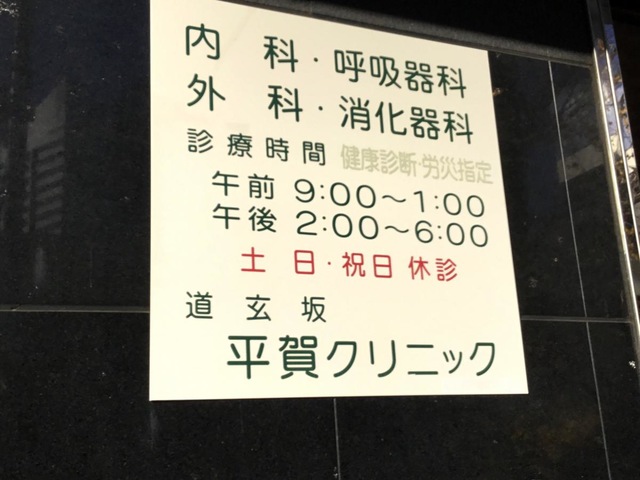 内科・呼吸器科
外科・消化器科
診療時間 健康診断・労災指定
午前 9:00～1:00
午後 2:00～6:00
土日・祝日休診
道玄坂
平賀クリニック